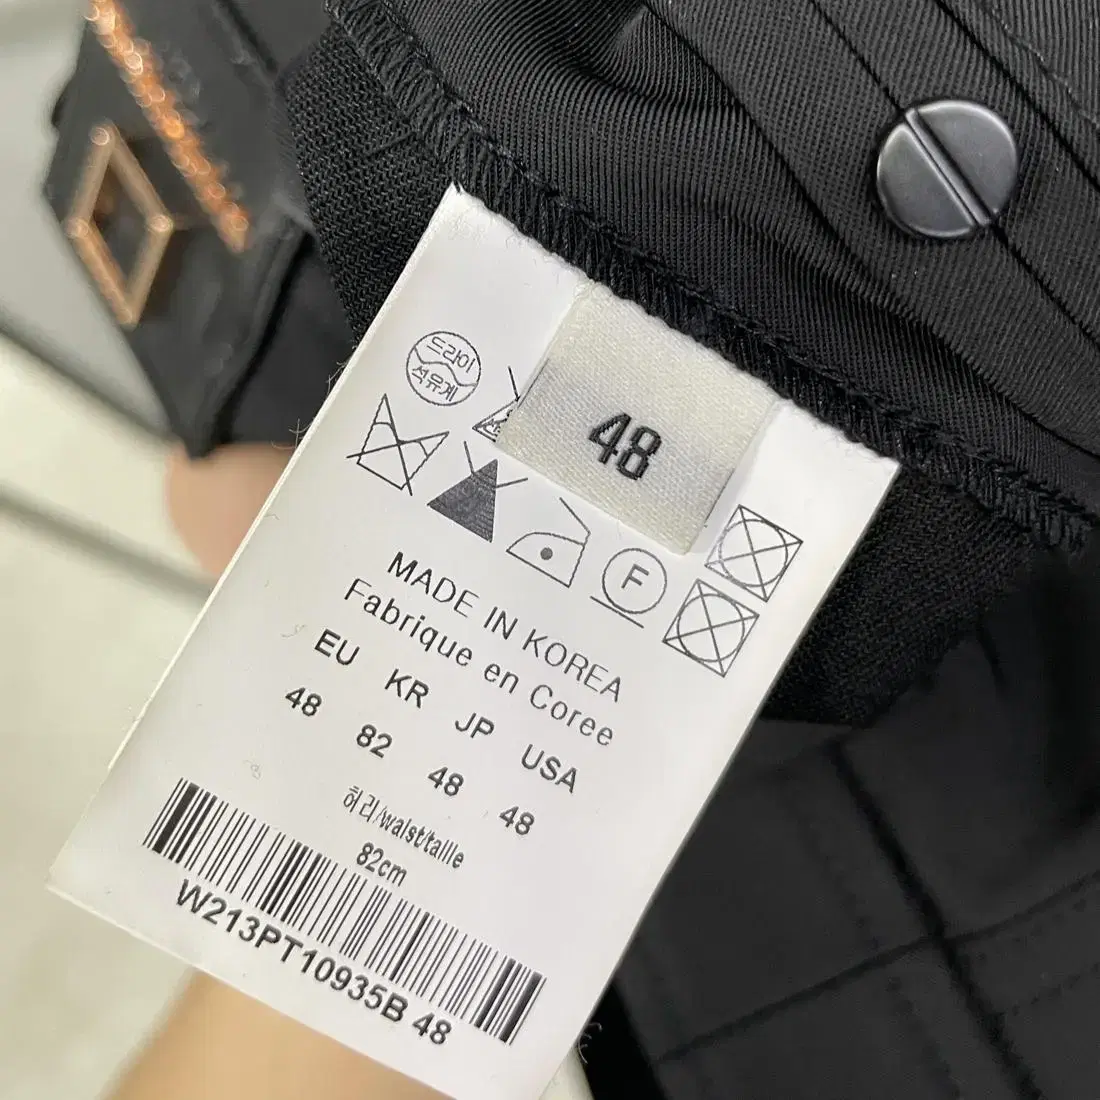 드라이
석유계
48
F
MADE IN KOREA
Fabrique en Coree
EU KR JP USA
48 82 48 48
허리/waist/taille
82cm
W213PT10935B 48